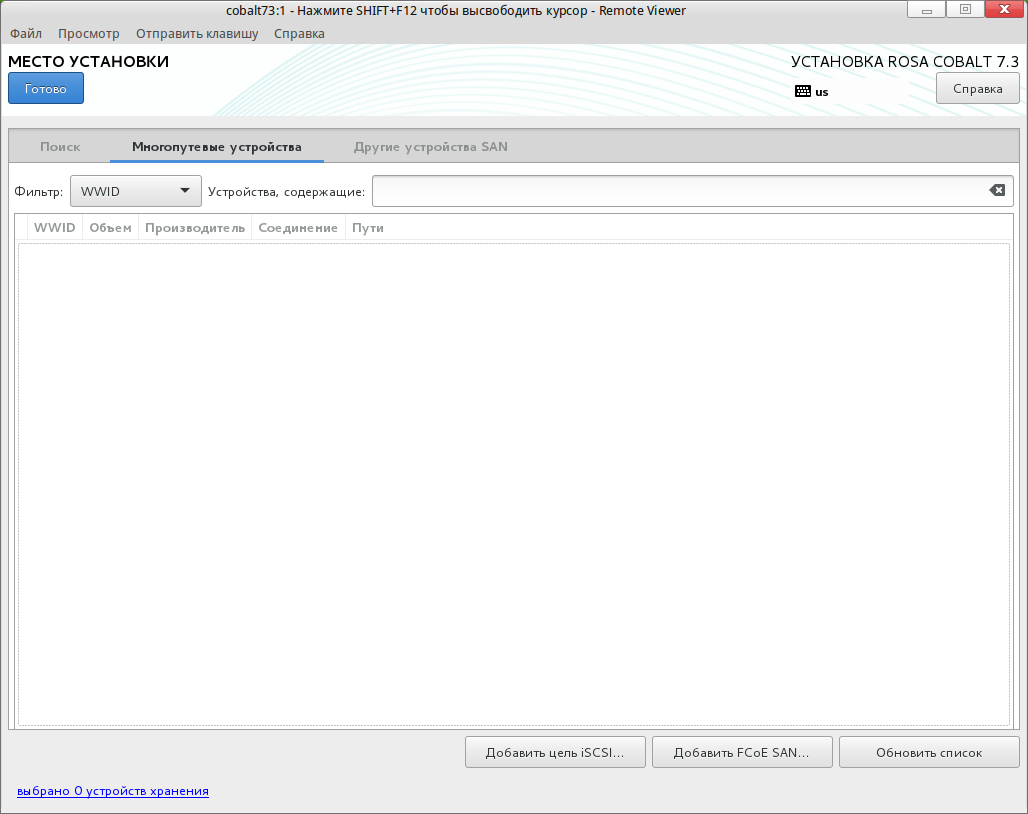 cobalt73:1 - Нажмите SHIFT+F12 чтобы высвободить курсор - Remote Viewer
Файл Просмотр Отправить клавишу Справка
МЕСТО УСТАНОВКИ
УСТАНОВКА ROSA COBALT 7.3
Готово
us
Справка
Поиск Многопутевые устройства Другие устройства SAN
Фильтр: WWID Устройства, содержащие:
WWID Объем Производитель Соединение Пути
Добавить цель iSCSI... Добавить FCoE SAN... Обновить список
выбрано 0 устройств хранения